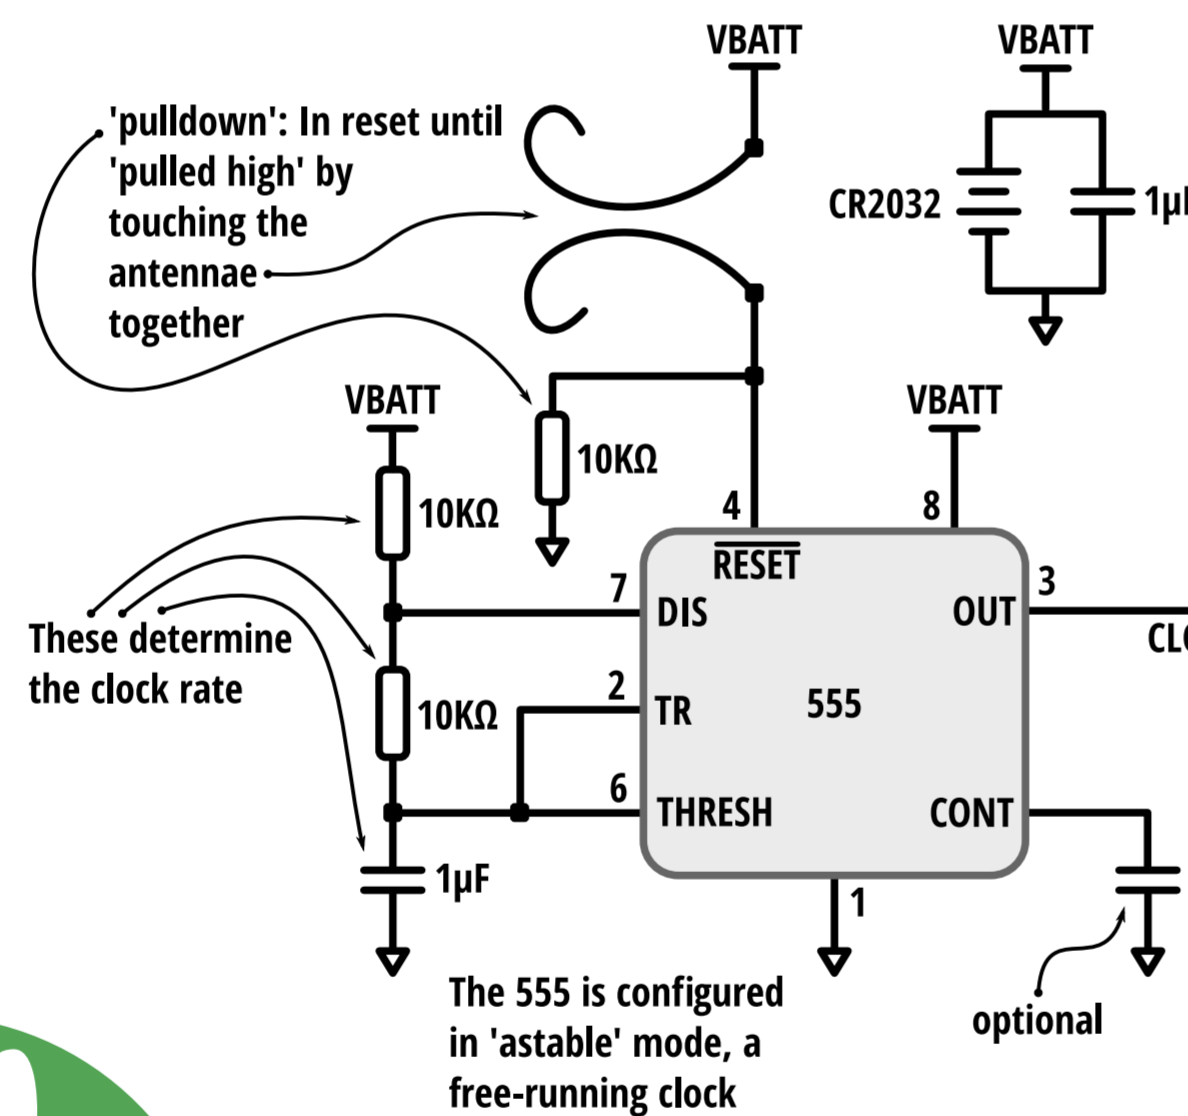 VBATT
VBATT
'pulldown': In reset until
'pulled high' by
touching the
antennae
together
CR2032
VBATT
VBATT
10KΩ
10KΩ
4
8
RESET
7
DIS
OUT
3
These determine
the clock rate
2
TR
555
10KΩ
6
THRESH
CONT
1μF
1
The 555 is configured
in 'astable' mode, a
free-running clock
optional